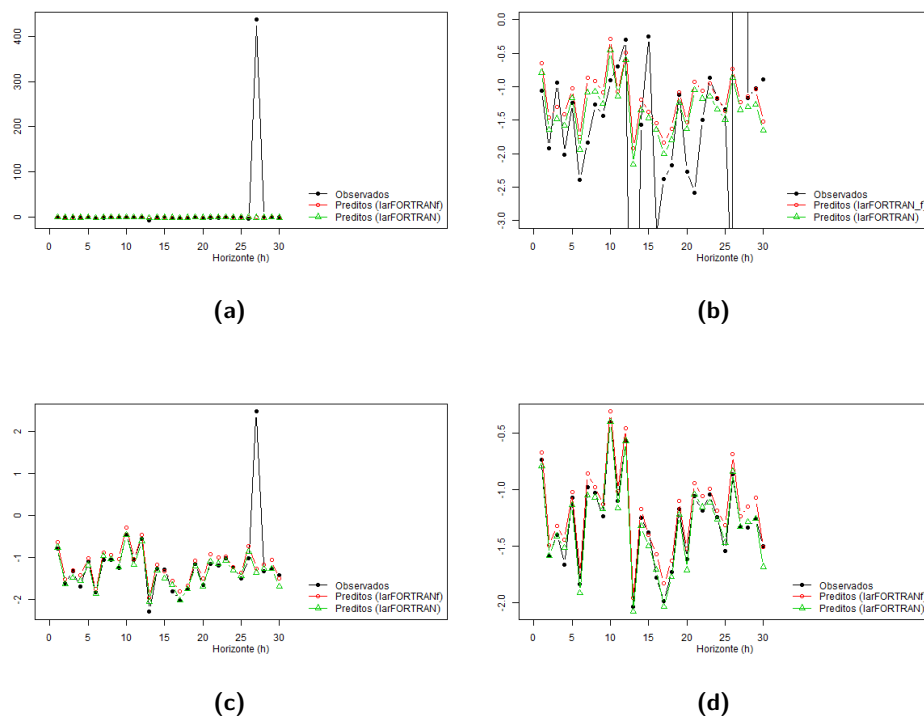 400
300
200
100
0
Observados
Preditos (larFORTRANf)
Preditos (larFORTRAN)
0 5 10 15 20 25 30
Horizonte (h)
(a)
0.0
-0.5
-1.0
-1.5
-2.0
-2.5
-3.0
Observados
Preditos (larFORTRAN_f)
Preditos (larFORTRAN)
0 5 10 15 20 25 30
Horizonte (h)
(b)
2
1
0
-1
-2
Observados
Preditos (larFORTRANf)
Preditos (larFORTRAN)
0 5 10 15 20 25 30
Horizonte (h)
(c)
-0.5
-1.0
-1.5
-2.0
Observados
Preditos (larFORTRANf)
Preditos (larFORTRAN)
0 5 10 15 20 25 30
Horizonte (h)
(d)